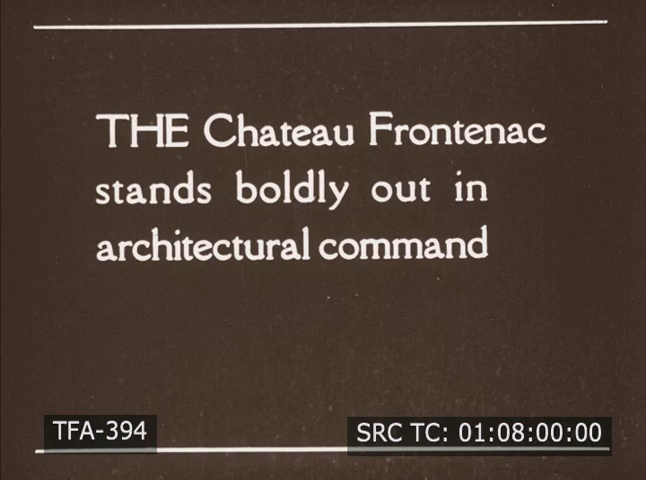 THE Chateau Frontenac
stands boldly out in
architectural command
TFA-394
SRC TC: 01:08:00:00